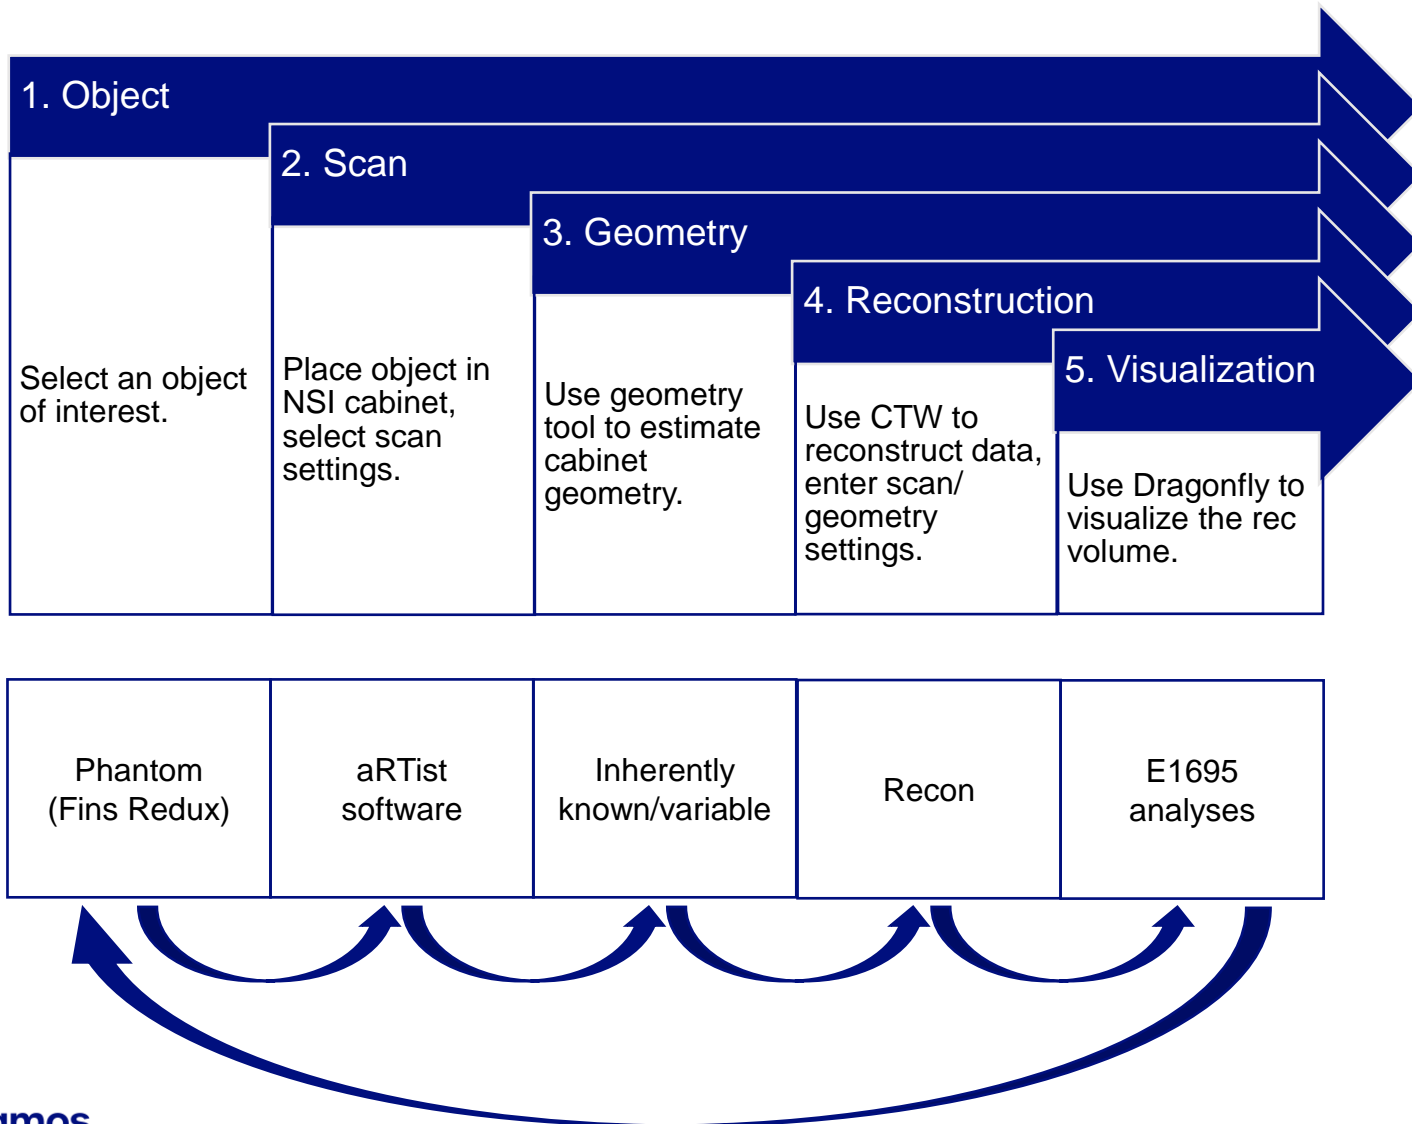 1. Object
2. Scan
3. Geometry
4. Reconstruction
5. Visualization
Select an object
of interest.
Place object in
NSI cabinet,
select scan
settings.
Use geometry
tool to estimate
cabinet
geometry.
Use CTW to
reconstruct data,
enter scan/
geometry
settings.
Use Dragonfly to
visualize the rec
volume.
Phantom
(Fins Redux)
aRTist
software
Inherently
known/variable
Recon
E1695
analyses